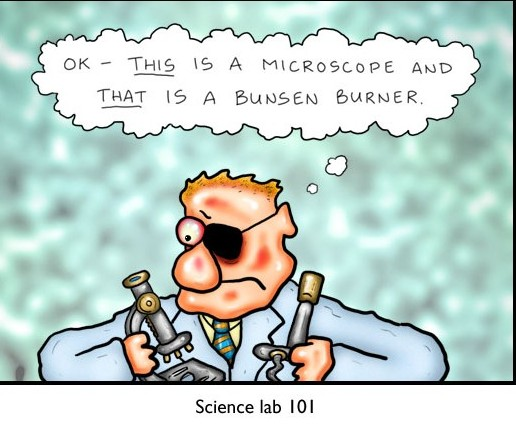 OK - THIS IS A MICROSCOPE AND
THAT IS A BUNSEN BURNER.
Science lab 101